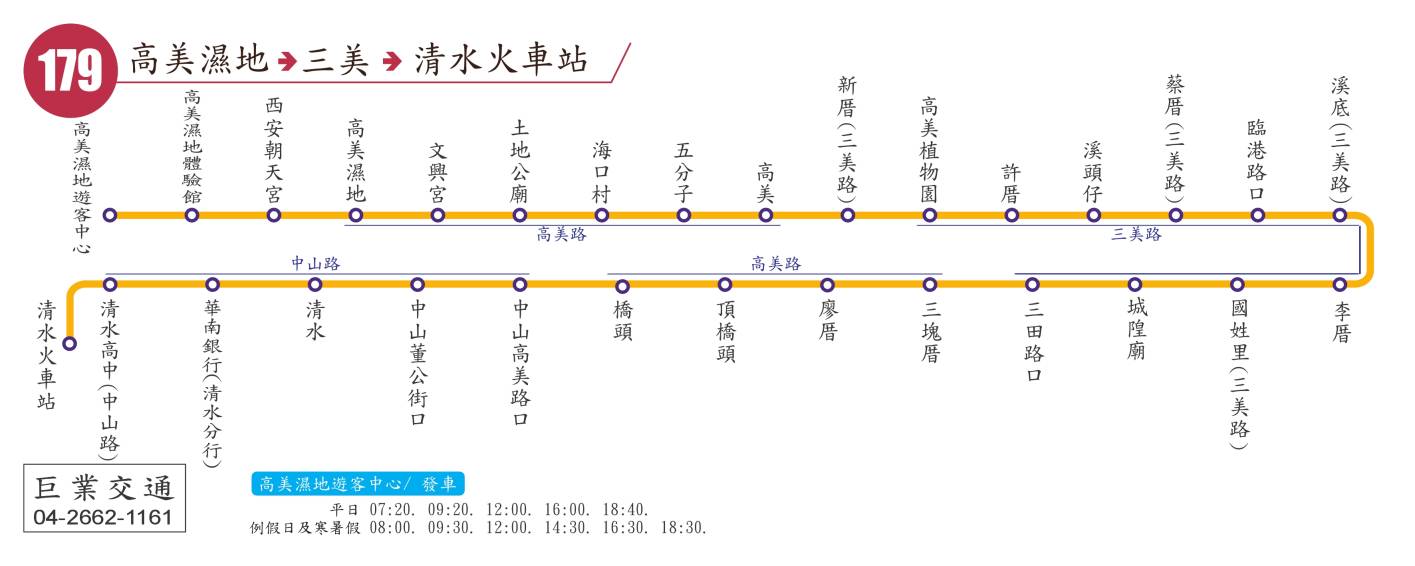 179 高美濕地➔三美➔清水火車站
高美濕地遊客中心
高美濕地體驗館
西安朝天宮
高美濕地
文興宮
土地公廟
海口村
五分子
高美
新厝(三美路)
高美植物園
許厝
溪頭仔
蔡厝(三美路)
臨港路口
溪底(三美路)
高美路
三美路
中山路
高美路
清水火車站
清水高中(中山路)
華南銀行(清水分行)
清水
中山董公街口
中山高美路口
橋頭
頂橋頭
廖厝
三塊厝
三田路口
城隍廟
國姓里(三美路)
李厝
巨業交通
04-2662-1161
高美濕地遊客中心/ 發車
平日 07:20. 09:20. 12:00. 16:00. 18:40.
例假日及寒暑假 08:00. 09:30. 12:00. 14:30. 16:30. 18:30.